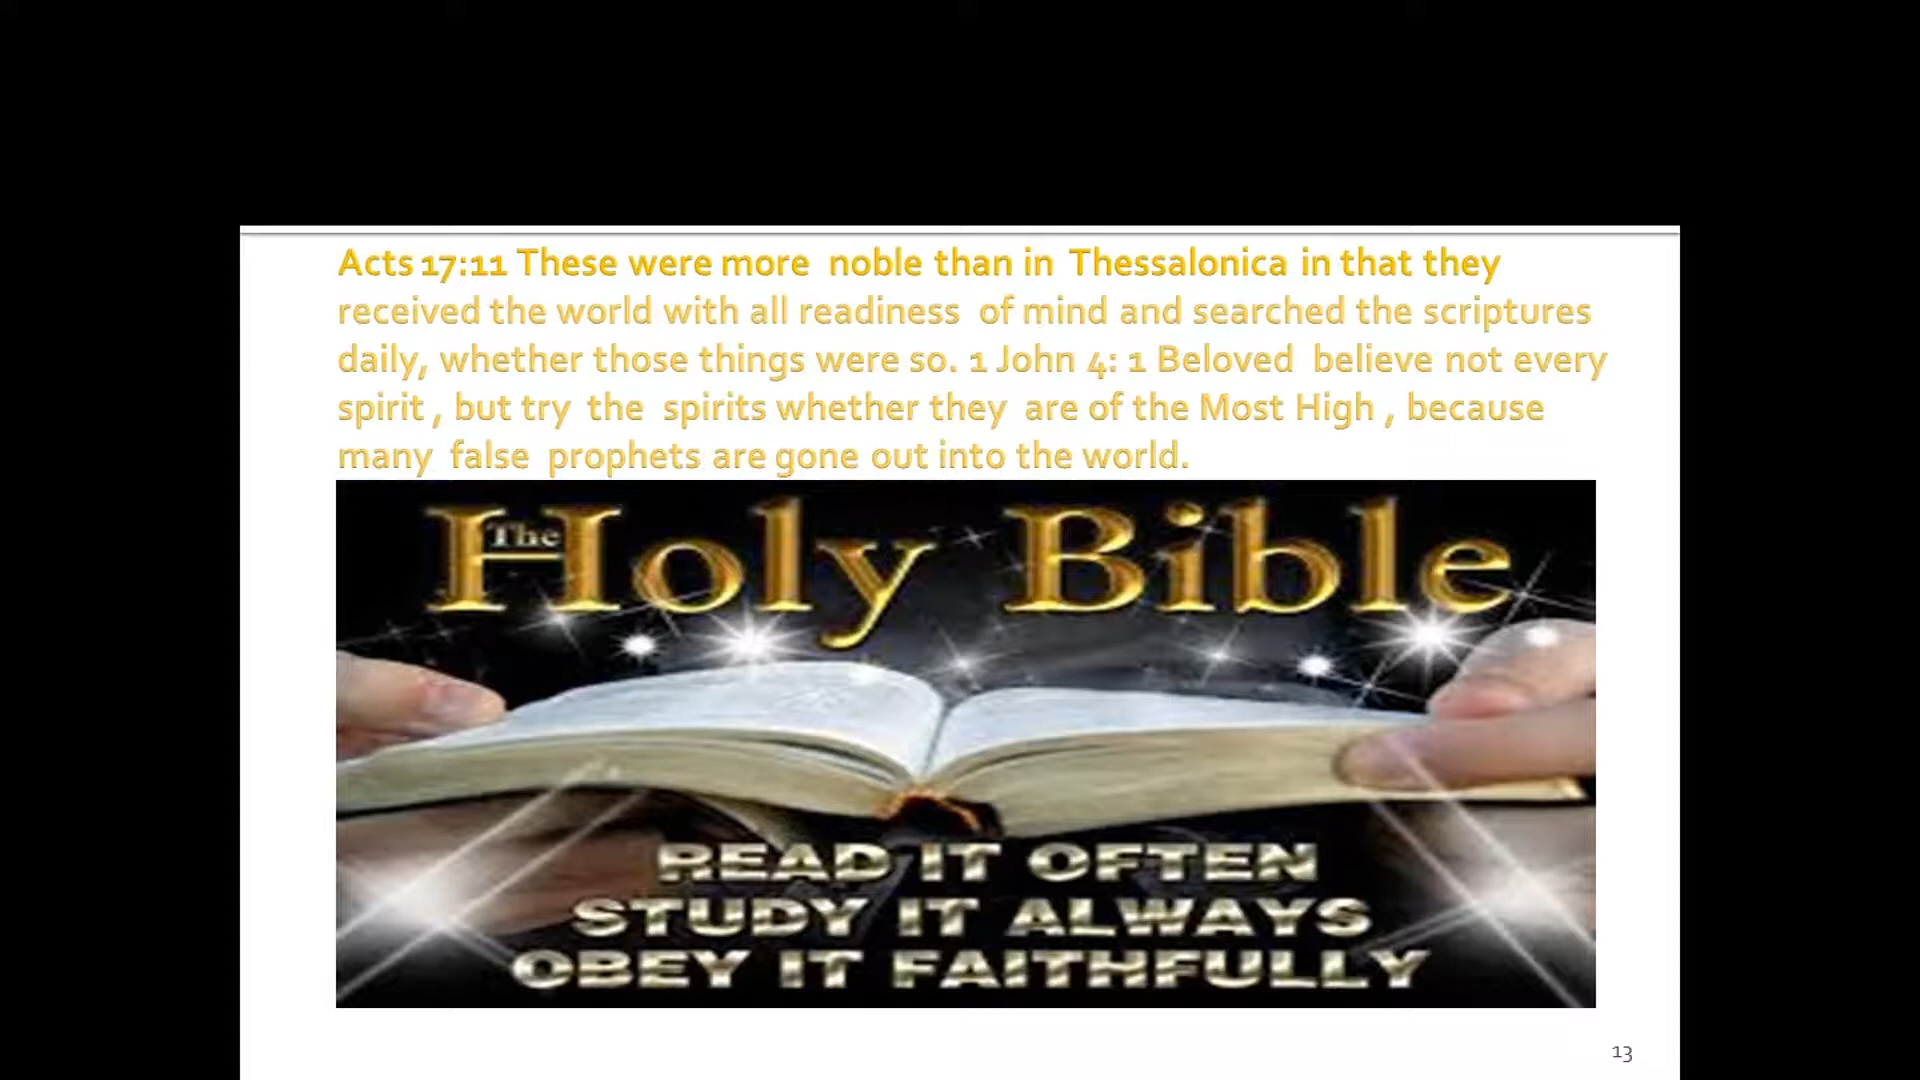 Acts 17:11 These were more noble than in Thessalonica in that they
received the world with all readiness of mind and searched the scriptures
daily, whether those things were so. 1 John 4: 1 Beloved believe not every
spirit , but try the spirits whether they are of the Most High , because
many false prophets are gone out into the world.
The Holy Bible
READ IT OFTEN
STUDY IT ALWAYS
OBEY IT FAITHFULLY
13